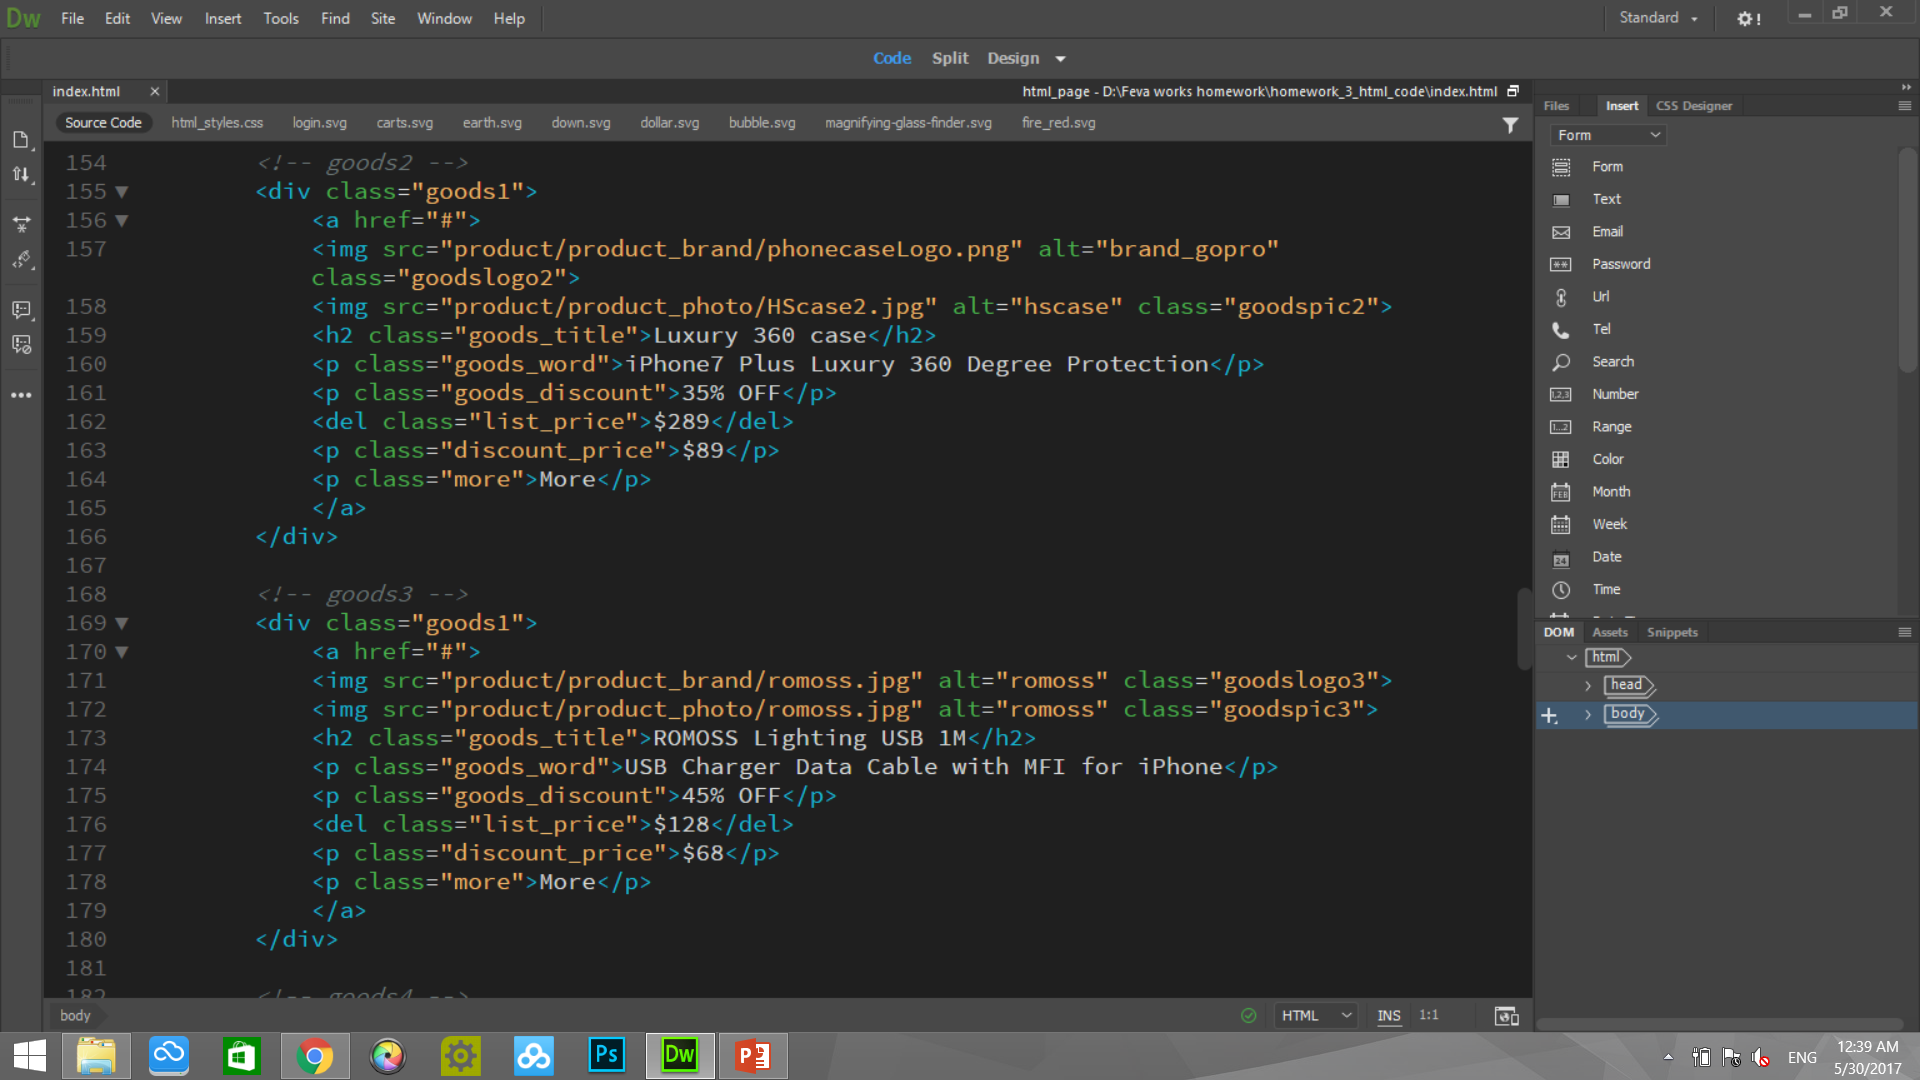 Dw File Edit View Insert Tools Find Site Window Help Standard !
Code Split Design
index.html × html_page - D:\Feva works homework\homework_3_html_code\index.html
Source Code html_styles.css login.svg carts.svg earth.svg down.svg dollar.svg bubble.svg magnifying-glass-finder.svg fire_red.svg
154 <!-- goods2 -->
155 <div class="goods1">
156 <a href="#">
157 <img src="product/product_brand/phonecaseLogo.png" alt="brand_gopro"
class="goodslogo2">
158 <img src="product/product_photo/HScase2.jpg" alt="hscase" class="goodspic2">
159 <h2 class="goods_title">Luxury 360 case</h2>
160 <p class="goods_word">iPhone7 Plus Luxury 360 Degree Protection</p>
161 <p class="goods_discount">35% OFF</p>
162 <del class="list_price">$289</del>
163 <p class="discount_price">$89</p>
164 <p class="more">More</p>
165 </a>
166 </div>
167
168 <!-- goods3 -->
169 <div class="goods1">
170 <a href="#">
171 <img src="product/product_brand/romoss.jpg" alt="romoss" class="goodslogo3">
172 <img src="product/product_photo/romoss.jpg" alt="romoss" class="goodspic3">
173 <h2 class="goods_title">ROMOSS Lighting USB 1M</h2>
174 <p class="goods_word">USB Charger Data Cable with MFI for iPhone</p>
175 <p class="goods_discount">45% OFF</p>
176 <del class="list_price">$128</del>
177 <p class="discount_price">$68</p>
178 <p class="more">More</p>
179 </a>
180 </div>
181
182 <!-- goods4 -->
body HTML INS 1:1
Files Insert CSS Designer
Form
Form
Text
Email
Password
Url
Tel
Search
Number
Range
Color
Month
Week
Date
Time
DOM Assets Snippets
html
head
body
Ps Dw
ENG
12:39 AM
5/30/2017